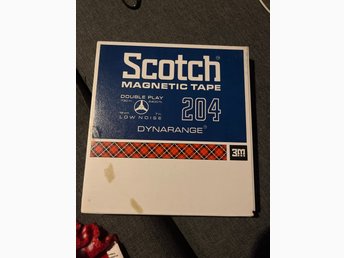 Scotch®
MAGNETIC TAPE
DOUBLE PLAY
204
LOW NOISE
DYNARANGE®
3M